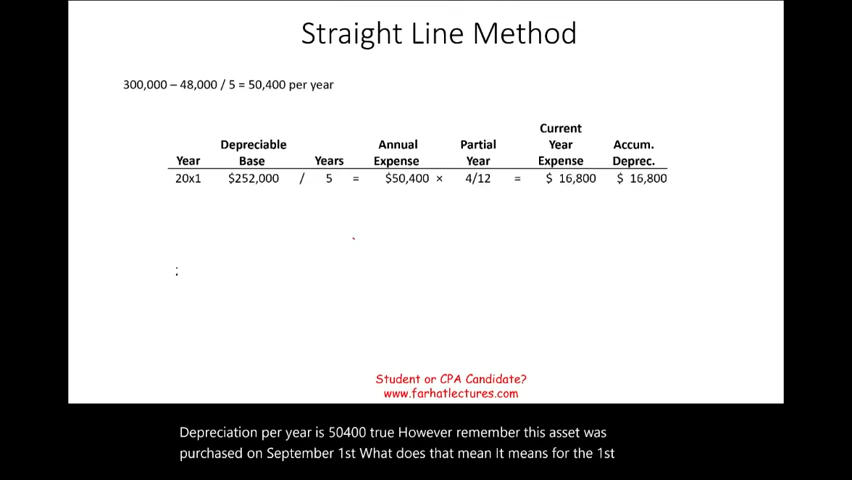 Straight Line Method
300,000 – 48,000 / 5 = 50,400 per year
Current
Depreciable Annual Partial Year Accum.
Year Base Years Expense Year Expense Deprec.
20x1 $252,000 / 5 = $50,400 × 4/12 = $ 16,800 $ 16,800
:
Student or CPA Candidate?
www.farhatlectures.com
Depreciation per year is 50400 true However remember this asset was
purchased on September 1st What does that mean It means for the 1st